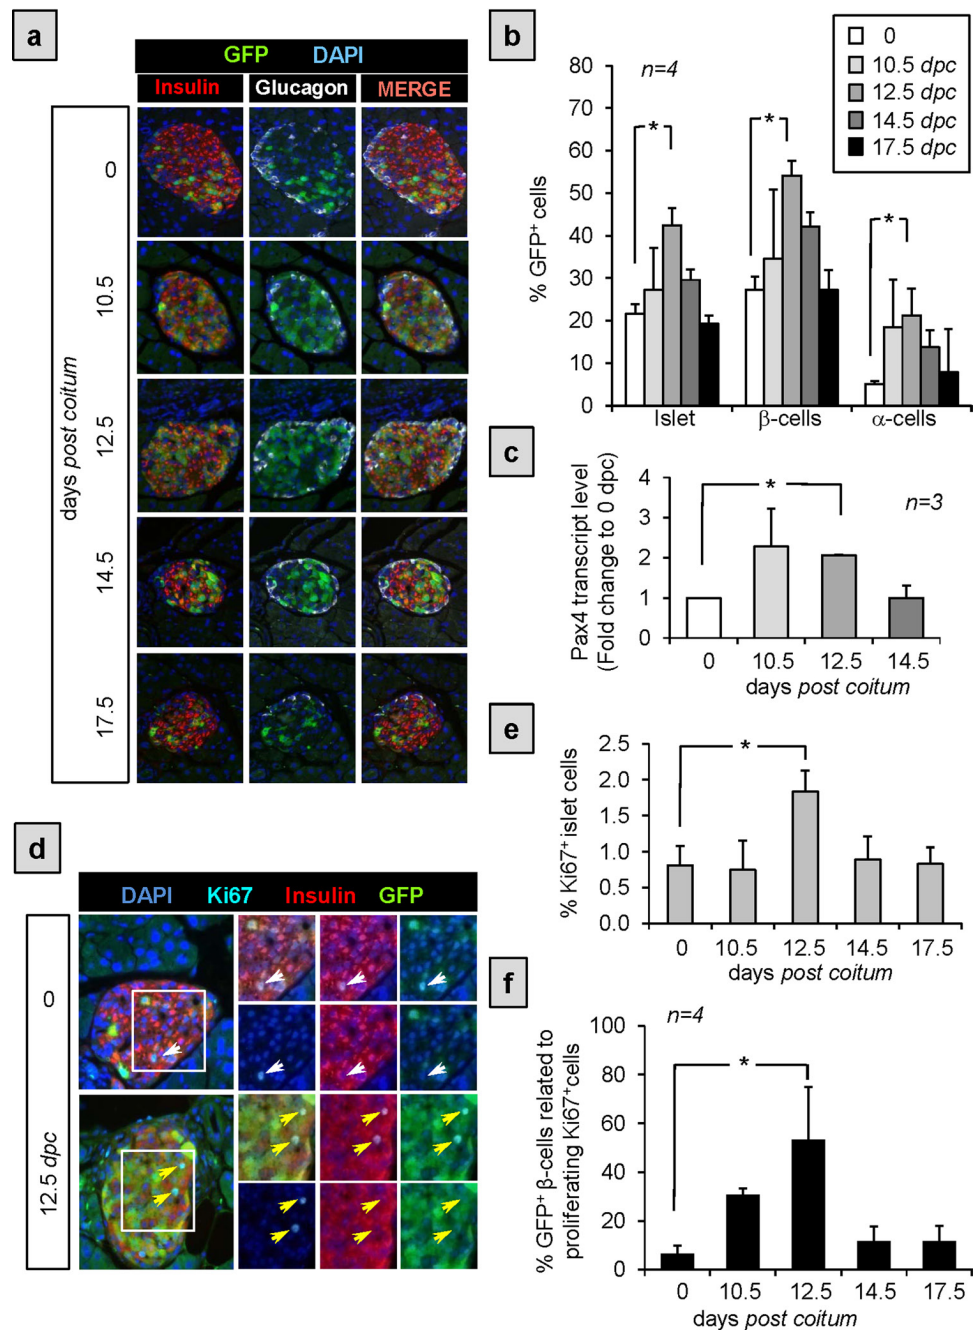 a
GFP DAPI
Insulin Glucagon MERGE
days post coitum
0
10.5
12.5
14.5
17.5
b
n=4
0
10.5 dpc
12.5 dpc
14.5 dpc
17.5 dpc
% GFP+ cells
80
70
60
50
40
30
20
10
0
*
*
*
Islet β-cells α-cells
c
Pax4 transcript level
(Fold change to 0 dpc)
4
3
2
1
0
*
n=3
0 10.5 12.5 14.5
days post coitum
d
DAPI Ki67 Insulin GFP
0
12.5 dpc
e
% Ki67+ islet cells
2.5
2.0
1.5
1.0
0.5
0.0
*
0 10.5 12.5 14.5 17.5
days post coitum
f
n=4
% GFP+ β-cells related to
proliferating Ki67+cells
100
80
60
40
20
0
*
0 10.5 12.5 14.5 17.5
days post coitum